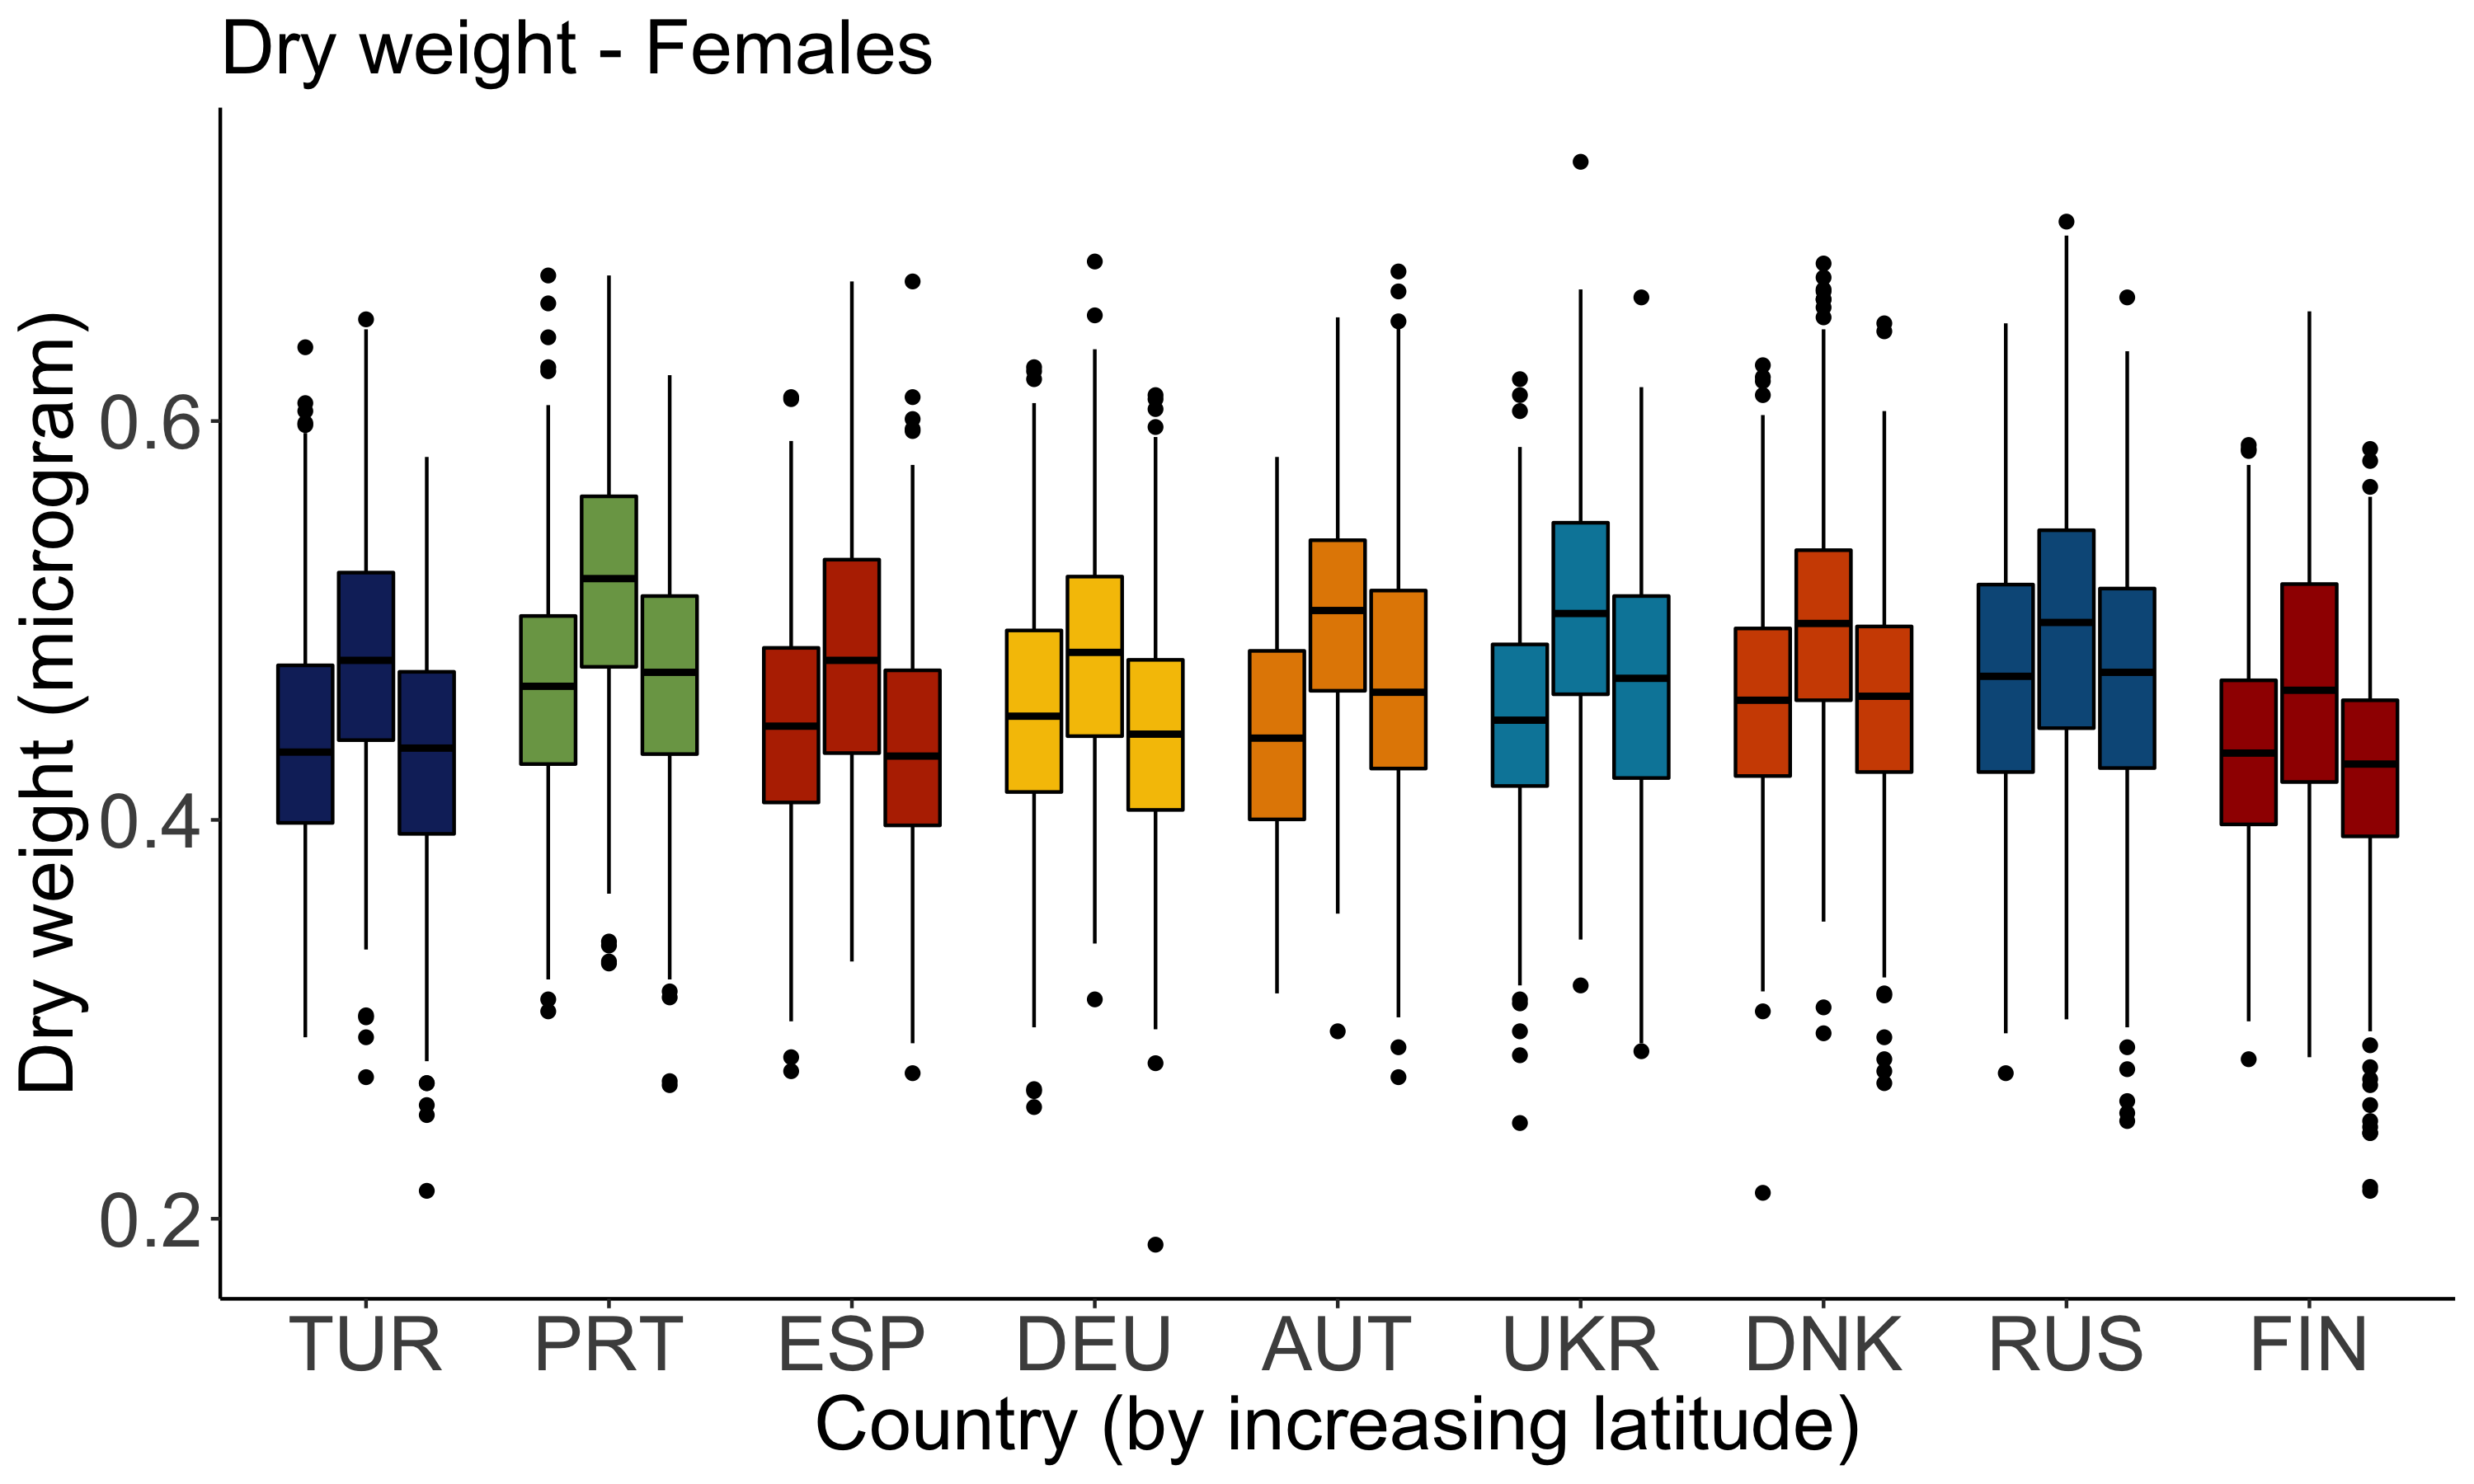 Dry weight - Females
Dry weight (microgram)
0.6
0.4
0.2
TUR PRT ESP DEU AUT UKR DNK RUS FIN
Country (by increasing latitude)